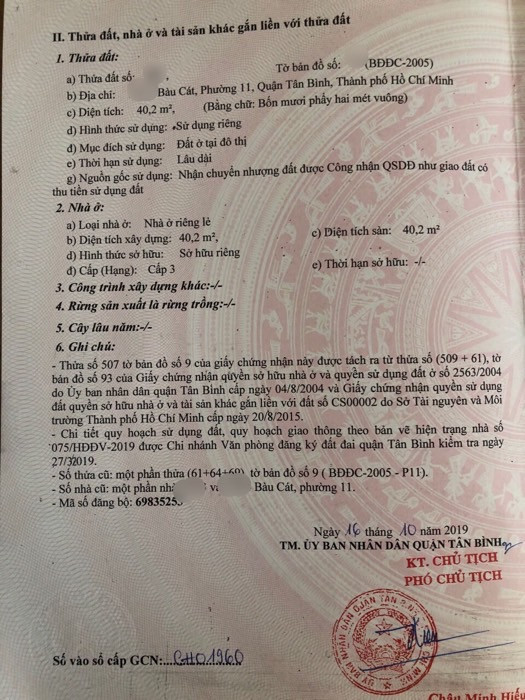 II. Thửa đất, nhà ở và tài sản khác gắn liền với thửa đất
1. Thửa đất:
a) Thửa đất số , Tờ bản đồ số: (BĐĐC-2005)
b) Địa chỉ: Bàu Cát, Phường 11, Quận Tân Bình, Thành phố Hồ Chí Minh
c) Diện tích: 40,2 m², (Bằng chữ: Bốn mươi phẩy hai mét vuông)
d) Hình thức sử dụng: Sử dụng riêng
đ) Mục đích sử dụng: Đất ở tại đô thị
e) Thời hạn sử dụng: Lâu dài
g) Nguồn gốc sử dụng: Nhận chuyển nhượng đất được Công nhận QSDĐ như giao đất có
thu tiền sử dụng đất
2. Nhà ở:
a) Loại nhà ở: Nhà ở riêng lẻ
b) Diện tích xây dựng: 40,2 m², c) Diện tích sàn: 40,2 m²
d) Hình thức sở hữu: Sở hữu riêng
đ) Cấp (Hạng): Cấp 3 e) Thời hạn sở hữu: -/-
3. Công trình xây dựng khác:-/-
4. Rừng sản xuất là rừng trồng:-/-
5. Cây lâu năm:-/-
6. Ghi chú:
- Thửa số 507 tờ bản đồ số 9 của giấy chứng nhận này được tách ra từ thửa số (509 + 61), tờ
bản đồ số 93 của Giấy chứng nhận quyền sở hữu nhà ở và quyền sử dụng đất ở số 2563/2004
do Ủy ban nhân dân quận Tân Bình cấp ngày 04/8/2004 và Giấy chứng nhận quyền sử dụng
đất quyền sở hữu nhà ở và tài sản khác gắn liền với đất số CS00002 do Sở Tài nguyên và Môi
trường Thành phố Hồ Chí Minh cấp ngày 20/8/2015.
- Chi tiết quy hoạch sử dụng đất, quy hoạch giao thông theo bản vẽ hiện trạng nhà số
075/HĐĐV-2019 được Chi nhánh Văn phòng đăng ký đất đai quận Tân Bình kiểm tra ngày
27/3/2019.
- Số thửa cũ: một phần thửa (61+64+60) tờ bản đồ số 9 ( BĐĐC-2005 - P11).
- Số nhà cũ: một phần Bàu Cát, phường 11.
- Mã số đăng bộ: 6983525
Ngày 16 tháng 10 năm 2019
TM. ỦY BAN NHÂN DÂN QUẬN TÂN BÌNH
KT. CHỦ TỊCH
PHÓ CHỦ TỊCH
Số vào sổ cấp GCN:....CH01960
Châu Minh Hiếu